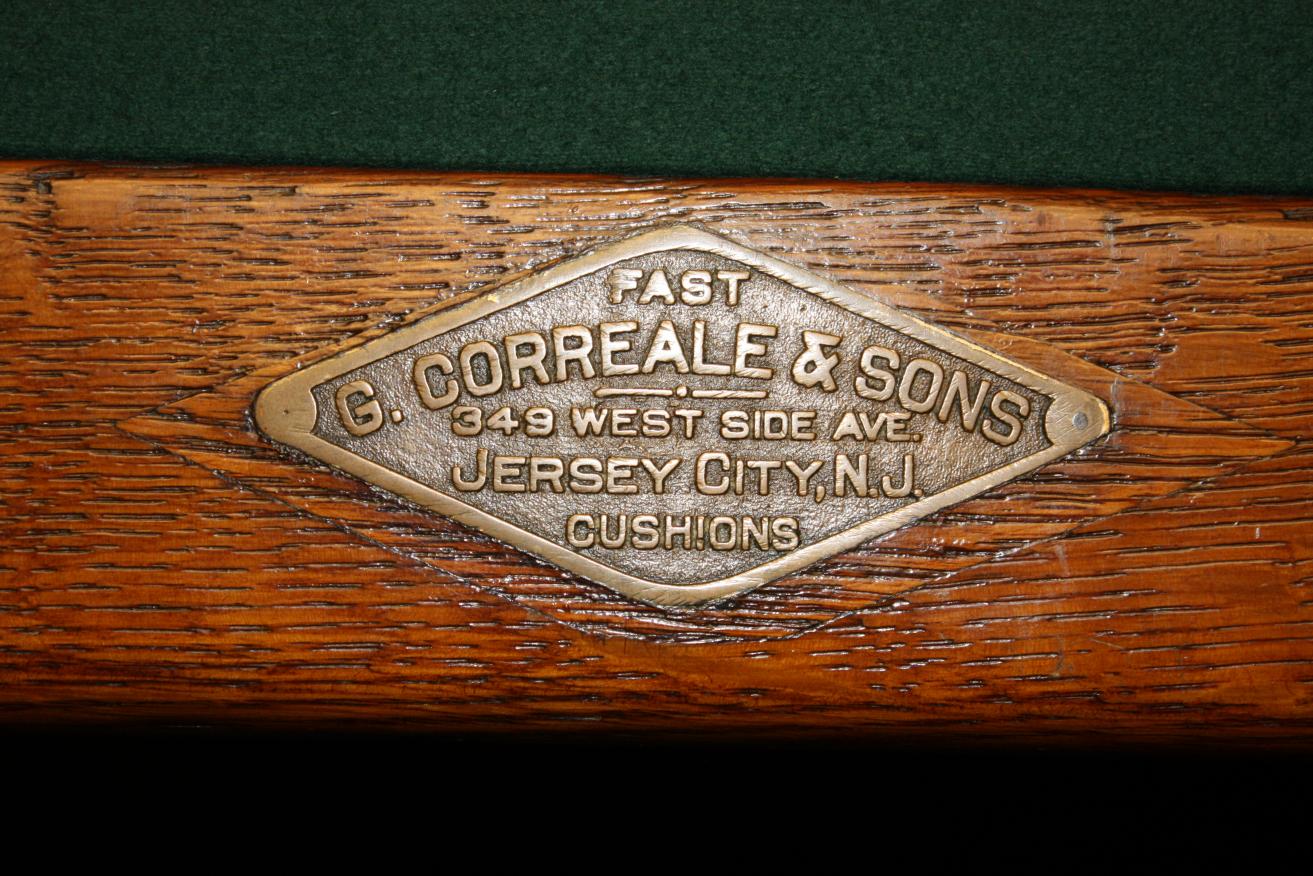 FAST
G. CORREALE & SONS
349 WEST SIDE AVE.
JERSEY CITY, N.J.
CUSHIONS